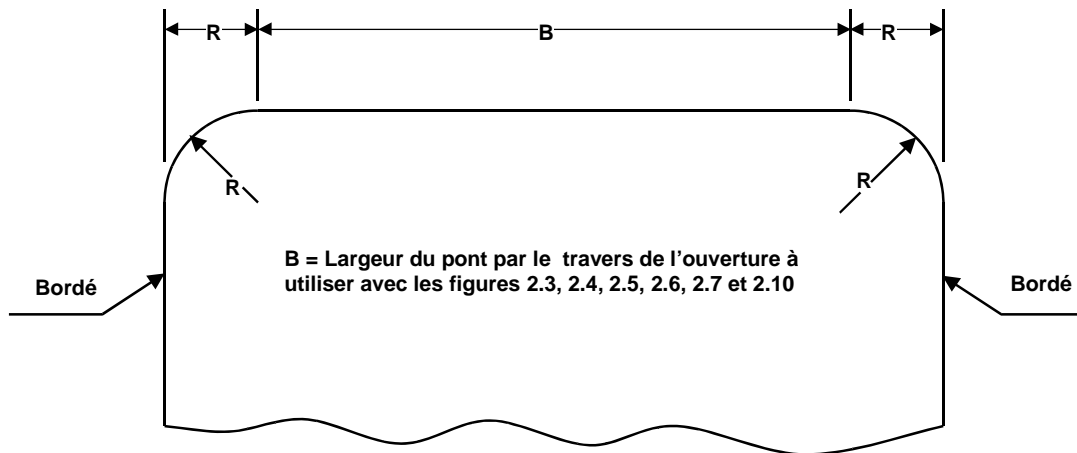 R
B
R
R
R
B = Largeur du pont par le travers de l’ouverture à
utiliser avec les figures 2.3, 2.4, 2.5, 2.6, 2.7 et 2.10
Bordé
Bordé